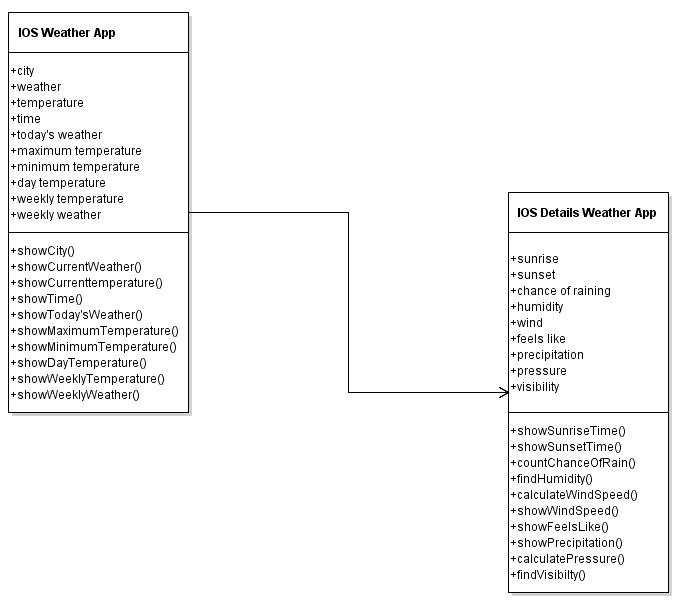 IOS Weather App
+city
+weather
+temperature
+time
+today's weather
+maximum temperature
+minimum temperature
+day temperature
+weekly temperature
+weekly weather
+showCity()
+showCurrentWeather()
+showCurrenttemperature()
+showTime()
+showToday'sWeather()
+showMaximumTemperature()
+showMinimumTemperature()
+showDayTemperature()
+showWeeklyTemperature()
+showWeeklyWeather()
IOS Details Weather App
+sunrise
+sunset
+chance of raining
+humidity
+wind
+feels like
+precipitation
+pressure
+visibility
+showSunriseTime()
+showSunsetTime()
+countChanceOfRain()
+findHumidity()
+calculateWindSpeed()
+showWindSpeed()
+showFeelsLike()
+showPrecipitation()
+calculatePressure()
+findVisibilty()